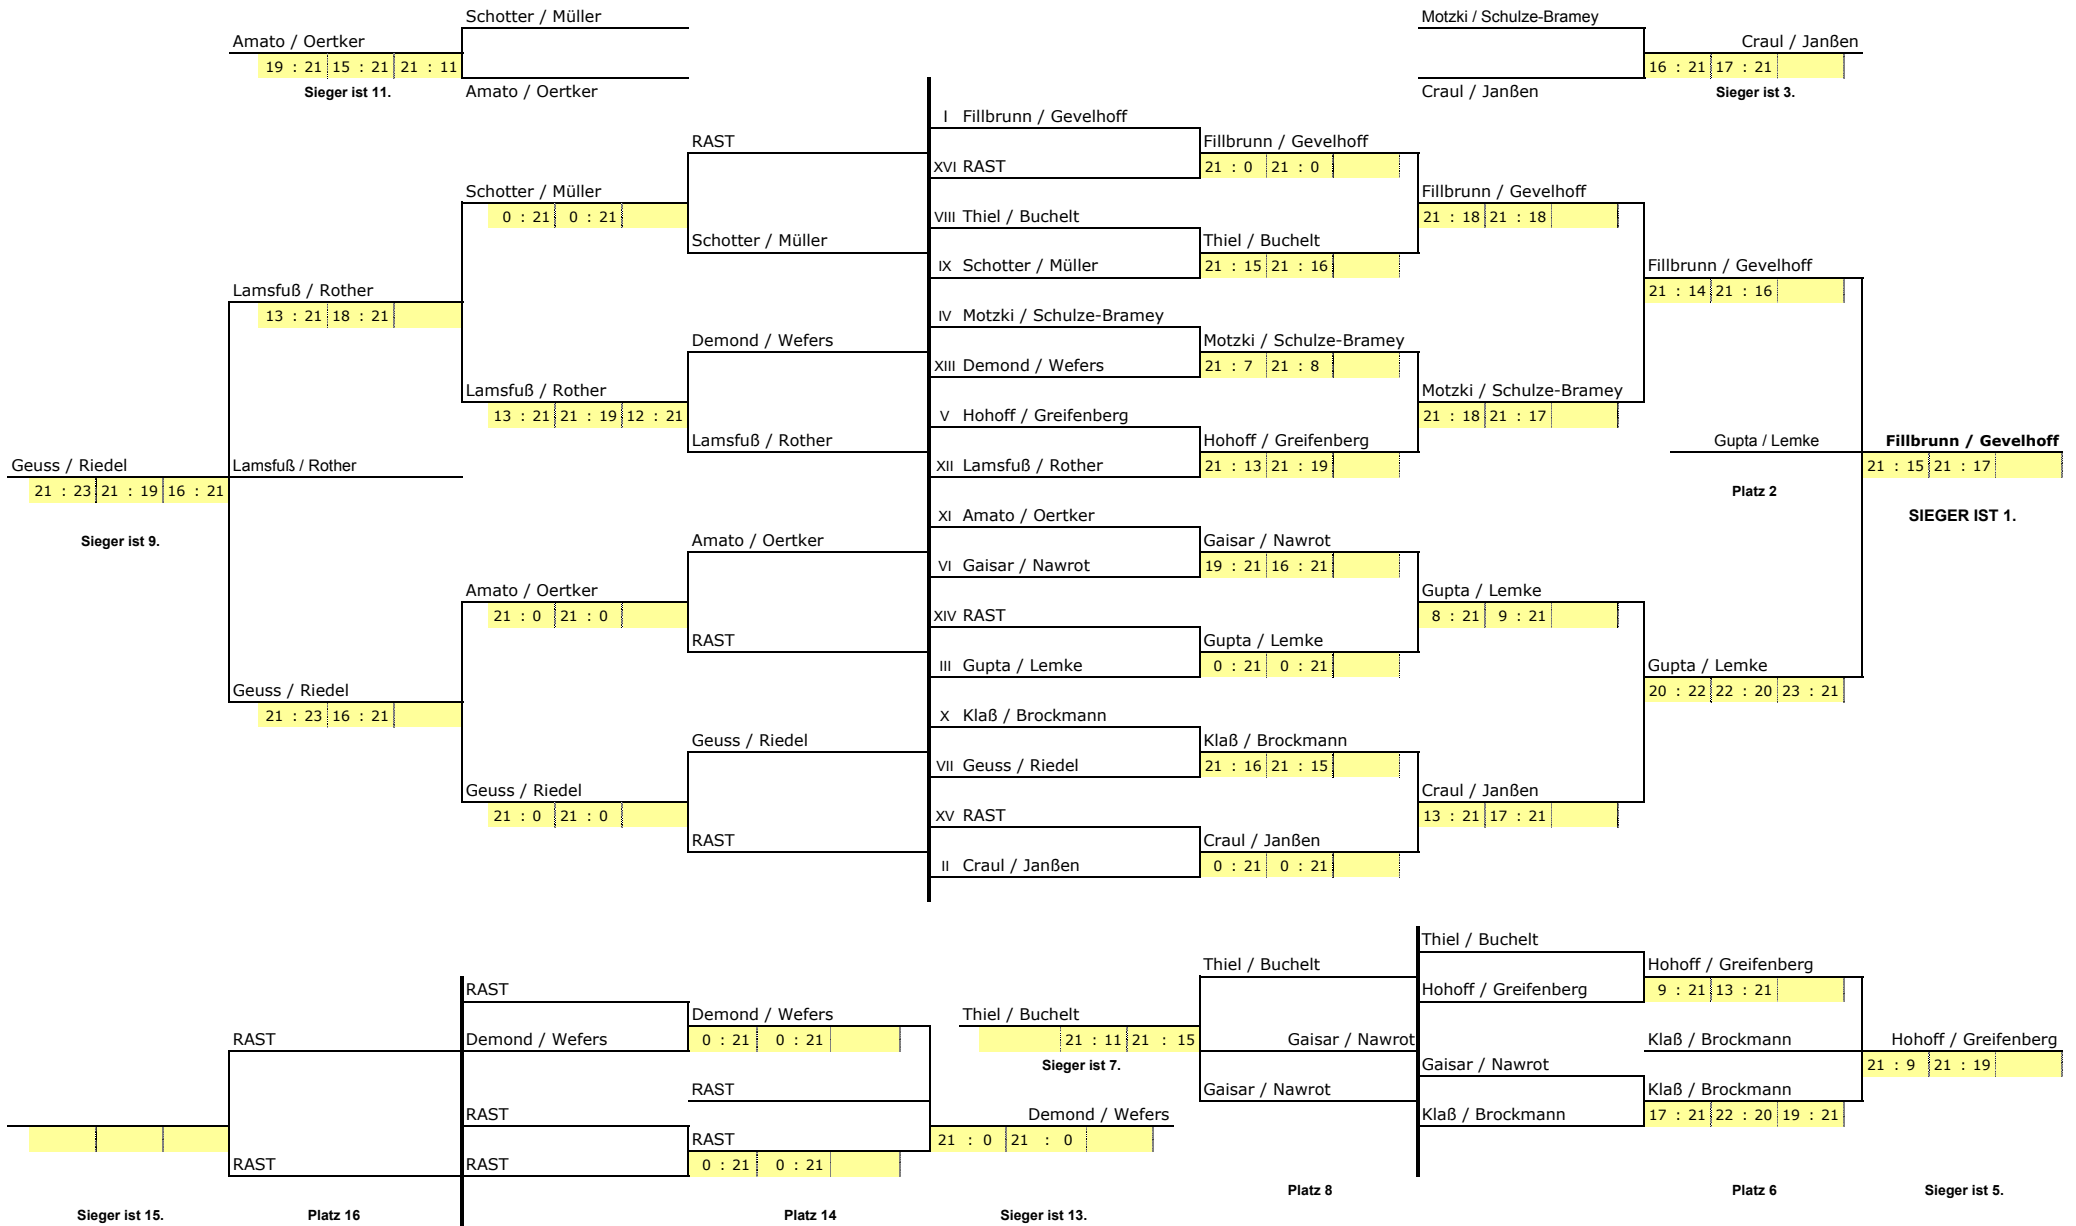 Schotter / Müller
Motzki / Schulze-Bramey
Amato / Oertker
Craul / Janßen
19 : 21 15 : 21 21 : 11
16 : 21 17 : 21
Sieger ist 11.
Amato / Oertker
Craul / Janßen
Sieger ist 3.
I Fillbrunn / Gevelhoff
RAST
Fillbrunn / Gevelhoff
XVI RAST
21 : 0 21 : 0
Schotter / Müller
Fillbrunn / Gevelhoff
0 : 21 0 : 21
VIII Thiel / Buchelt
21 : 18 21 : 18
Schotter / Müller
Thiel / Buchelt
IX Schotter / Müller
21 : 15 21 : 16
Fillbrunn / Gevelhoff
Lamsfuß / Rother
21 : 14 21 : 16
13 : 21 18 : 21
IV Motzki / Schulze-Bramey
Demond / Wefers
Motzki / Schulze-Bramey
XIII Demond / Wefers
21 : 7 21 : 8
Lamsfuß / Rother
Motzki / Schulze-Bramey
13 : 21 21 : 19 12 : 21
V Hohoff / Greifenberg
21 : 18 21 : 17
Lamsfuß / Rother
Hohoff / Greifenberg
Gupta / Lemke
Fillbrunn / Gevelhoff
Geuss / Riedel
Lamsfuß / Rother
XII Lamsfuß / Rother
21 : 13 21 : 19
21 : 15 21 : 17
21 : 23 21 : 19 16 : 21
Platz 2
XI Amato / Oertker
SIEGER IST 1.
Sieger ist 9.
Amato / Oertker
Gaisar / Nawrot
VI Gaisar / Nawrot
19 : 21 16 : 21
Amato / Oertker
Gupta / Lemke
21 : 0 21 : 0
XIV RAST
8 : 21 9 : 21
RAST
Gupta / Lemke
III Gupta / Lemke
0 : 21 0 : 21
Gupta / Lemke
Geuss / Riedel
20 : 22 22 : 20 23 : 21
21 : 23 16 : 21
X Klaß / Brockmann
Geuss / Riedel
Klaß / Brockmann
VII Geuss / Riedel
21 : 16 21 : 15
Geuss / Riedel
Craul / Janßen
21 : 0 21 : 0
XV RAST
13 : 21 17 : 21
RAST
Craul / Janßen
II Craul / Janßen
0 : 21 0 : 21
Thiel / Buchelt
Thiel / Buchelt
Hohoff / Greifenberg
RAST
Hohoff / Greifenberg
9 : 21 13 : 21
Demond / Wefers
Thiel / Buchelt
RAST
Demond / Wefers
0 : 21 0 : 21
21 : 11 21 : 15
Gaisar / Nawrot
Klaß / Brockmann
Hohoff / Greifenberg
Sieger ist 7.
Gaisar / Nawrot
21 : 9 21 : 19
RAST
Gaisar / Nawrot
Klaß / Brockmann
RAST
Demond / Wefers
Klaß / Brockmann
17 : 21 22 : 20 19 : 21
RAST
21 : 0 21 : 0
RAST
RAST
0 : 21 0 : 21
Platz 8
Platz 6
Sieger ist 5.
Sieger ist 15.
Platz 16
Platz 14
Sieger ist 13.